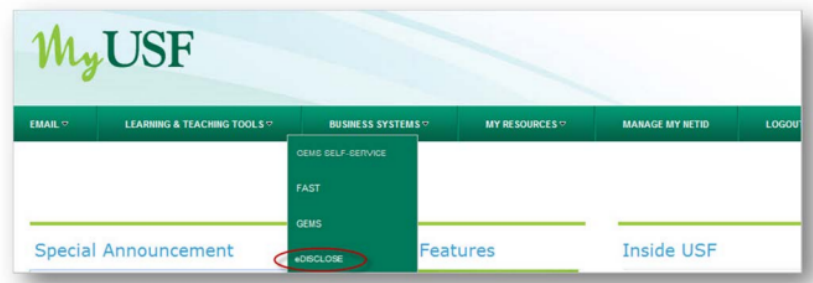 MyUSF
EMAIL LEARNING & TEACHING TOOLS BUSINESS SYSTEMS MY RESOURCES MANAGE MY NETID LOGOUT
GEMS SELF-SERVICE
FAST
GEMS
eDISCLOSE
Special Announcement Features Inside USF